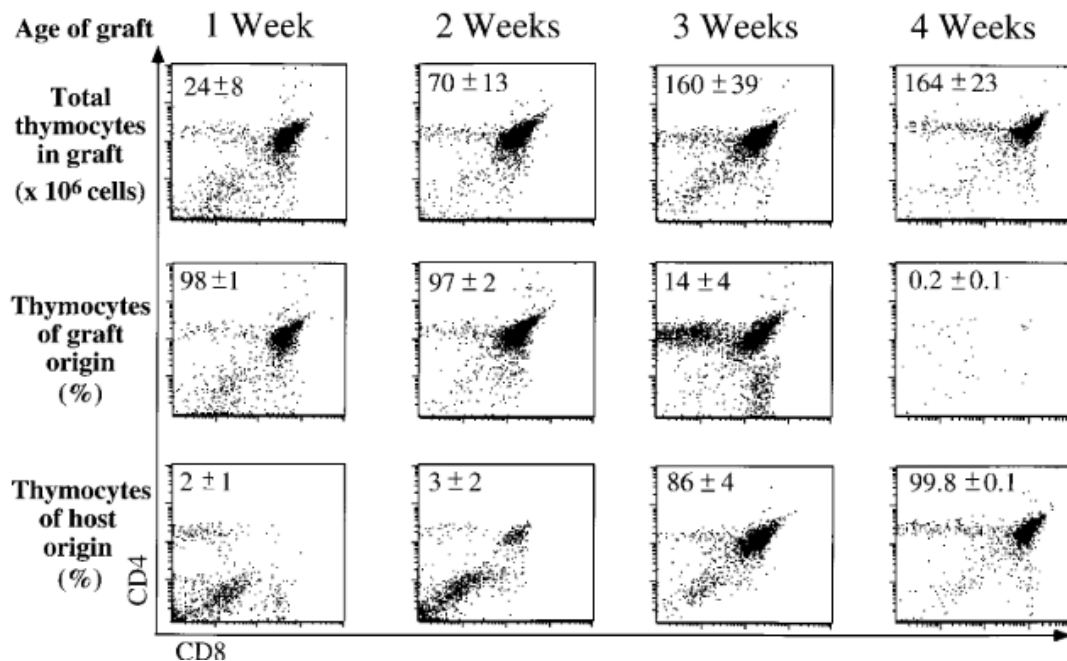 Age of graft 1 Week 2 Weeks 3 Weeks 4 Weeks
Total
thymocytes
in graft
(x 10⁶ cells)
24±8 70 ±13 160 ±39 164 ±23
Thymocytes
of graft
origin
(%)
98±1 97±2 14±4 0.2 ±0.1
Thymocytes
of host
origin
(%)
2 ±1 3±2 86±4 99.8 ±0.1
CD4
CD8